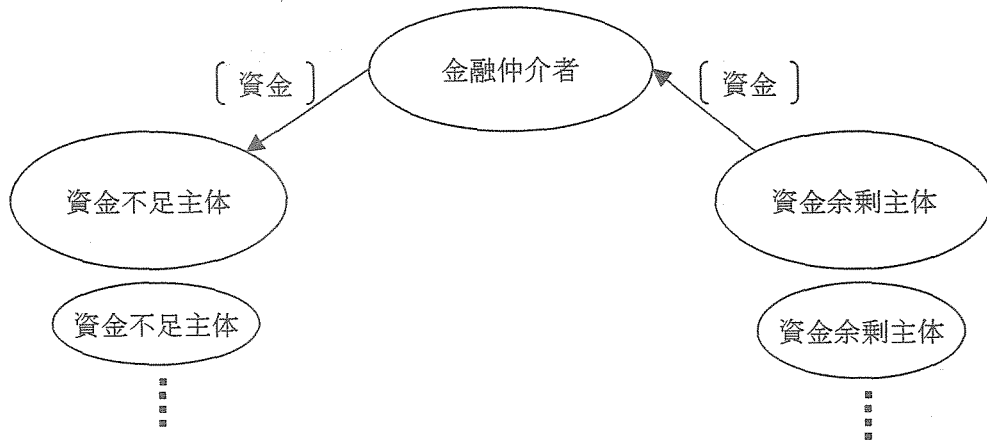 金融仲介者
〔 資金 〕
〔 資金 〕
資金不足主体
資金余剰主体
資金不足主体
資金余剰主体